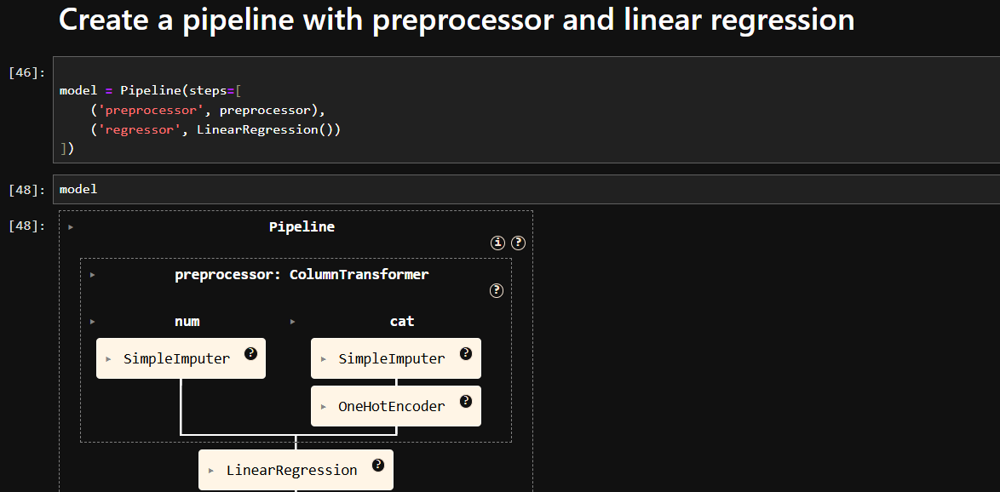 Create a pipeline with preprocessor and linear regression
[46]:
model = Pipeline(steps=[
    ('preprocessor', preprocessor),
    ('regressor', LinearRegression())
])
[48]: model
[48]:
Pipeline
i ?
preprocessor: ColumnTransformer
?
num cat
SimpleImputer ? SimpleImputer ?
OneHotEncoder ?
LinearRegression ?